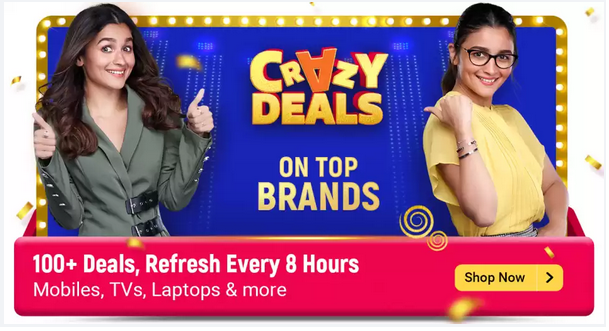 CRAZY
DEALS
ON TOP
BRANDS
100+ Deals, Refresh Every 8 Hours
Mobiles, TVs, Laptops & more
Shop Now